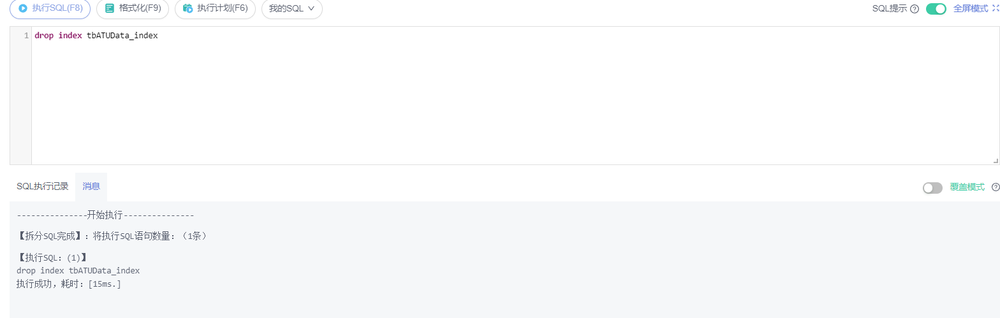 执行SQL(F8) 格式化(F9) 执行计划(F6) 我的SQL SQL提示 全屏模式
1 drop index tbATUData_index
SQL执行记录 消息 覆盖模式
---------------开始执行---------------
【拆分SQL完成】：将执行SQL语句数量：（1条）
【执行SQL：(1)】
drop index tbATUData_index
执行成功，耗时：[15ms.]